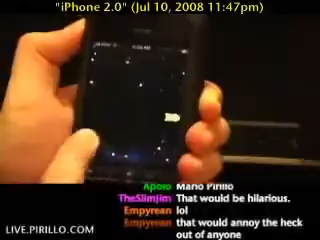 "iPhone 2.0" (Jul 10, 2008 11:47pm)
Apolo Mario Pirillo
TheSlimJim That would be hilarious.
Empyrean lol
Empyrean that would annoy the heck
out of anyone
LIVE.PIRILLO.COM